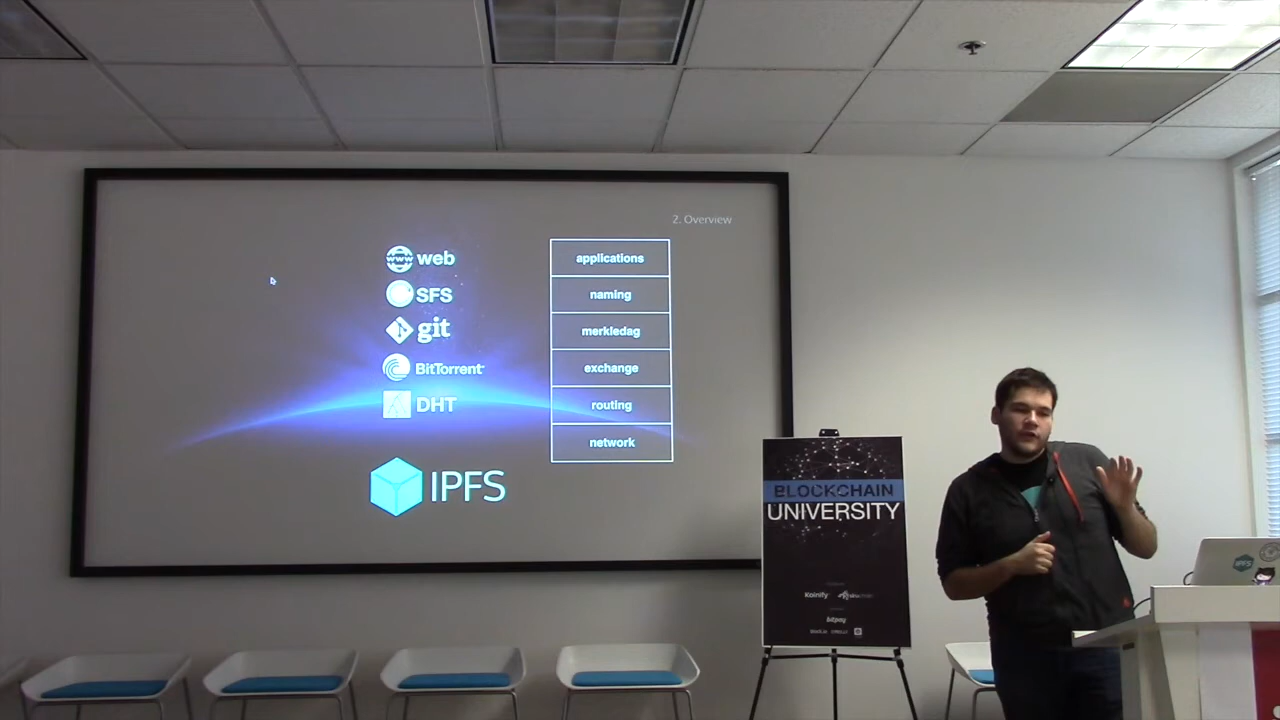 2. Overview
www
web
SFS
git
BitTorrent
DHT
IPFS
applications
naming
merkledag
exchange
routing
network
BLOCKCHAIN
UNIVERSITY
Koinify
bitpay
IPFS